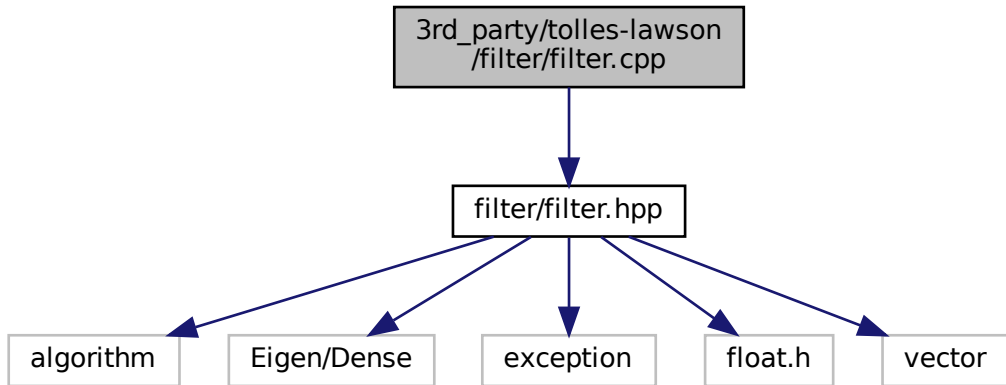 3rd_party/tolles-lawson
/filter/filter.cpp
filter/filter.hpp
algorithm
Eigen/Dense
exception
float.h
vector